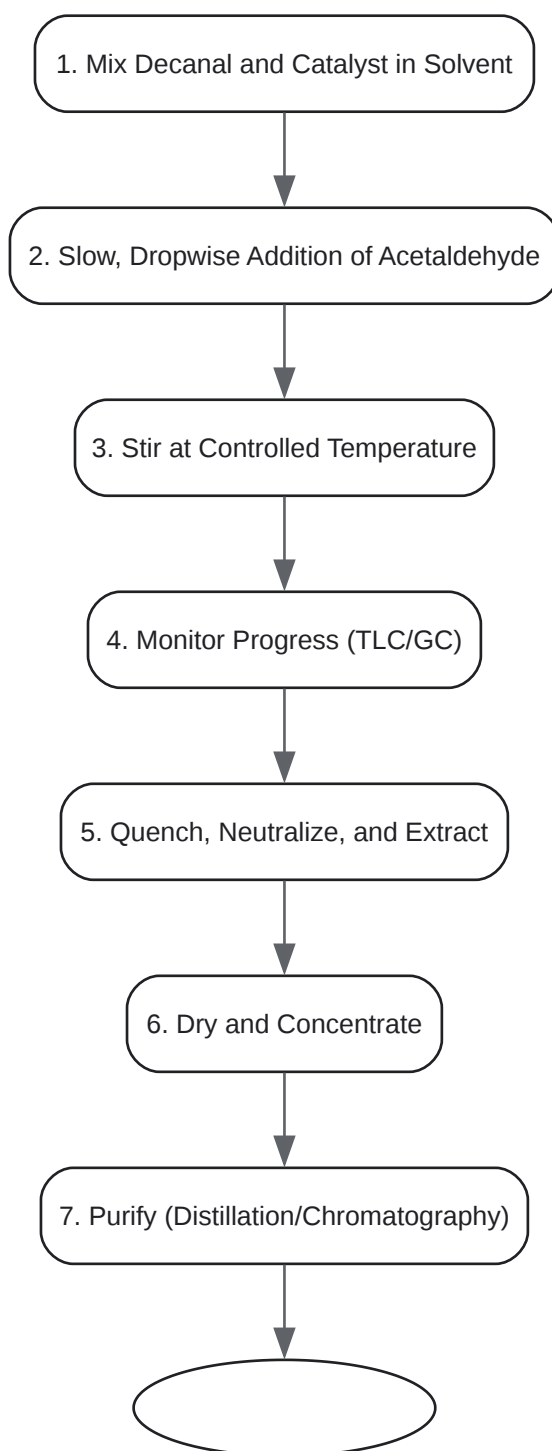 1. Mix Decanal and Catalyst in Solvent
2. Slow, Dropwise Addition of Acetaldehyde
3. Stir at Controlled Temperature
4. Monitor Progress (TLC/GC)
5. Quench, Neutralize, and Extract
6. Dry and Concentrate
7. Purify (Distillation/Chromatography)